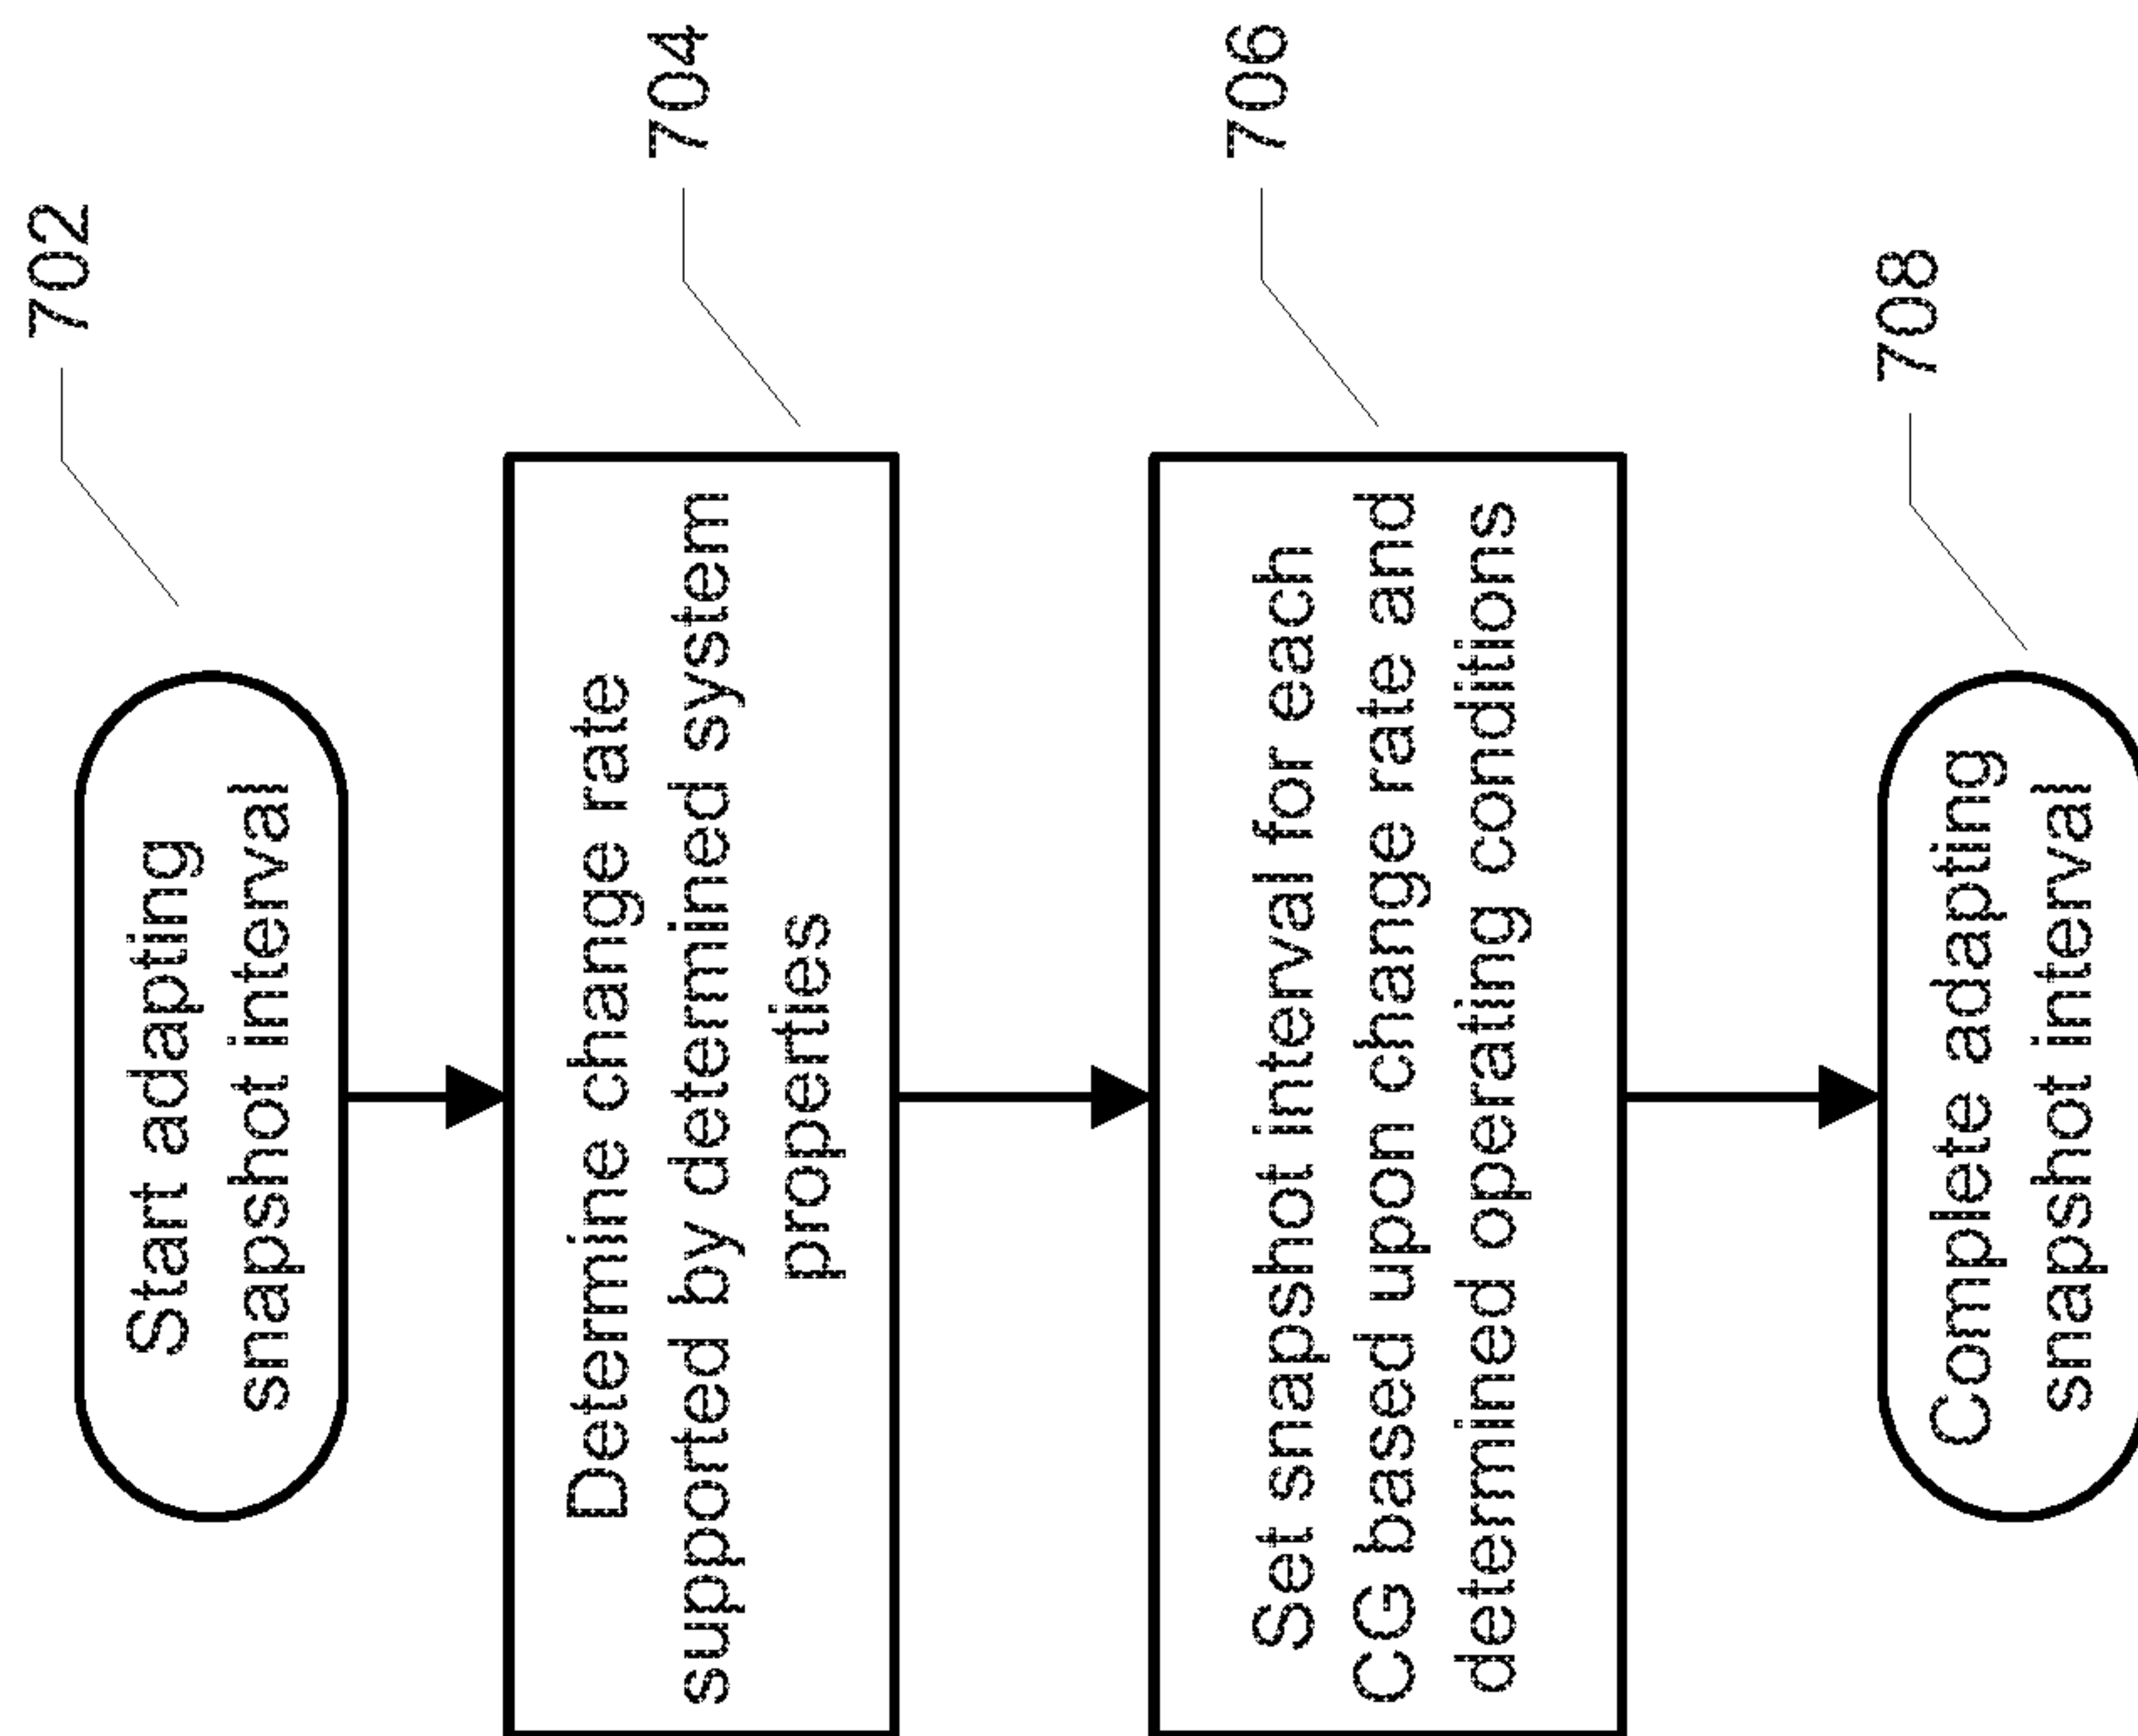 702
Start adapting
snapshot interval
704
Determine change rate
supported by determined system
properties
706
Set snapshot interval for each
CG based upon change rate and
determined operating conditions
708
Complete adapting
snapshot interval